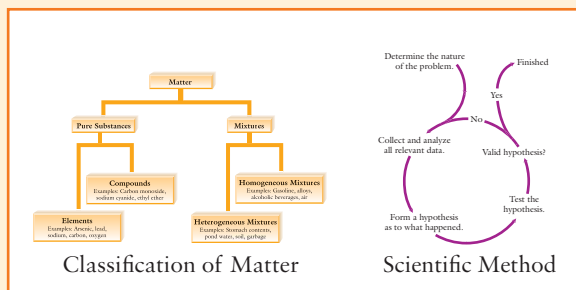 Matter
Pure Substances
Mixtures
Compounds
Examples: Carbon monoxide,
sodium cyanide, ethyl ether
Homogeneous Mixtures
Examples: Gasoline, alloys,
alcoholic beverages, air
Elements
Examples: Arsenic, lead,
sodium, carbon, oxygen
Heterogeneous Mixtures
Examples: Stomach contents,
pond water, soil, garbage
Classification of Matter
Determine the nature
of the problem.
Finished
Yes
No
Collect and analyze
all relevant data.
Valid hypothesis?
Test the
hypothesis.
Form a hypothesis
as to what happened.
Scientific Method